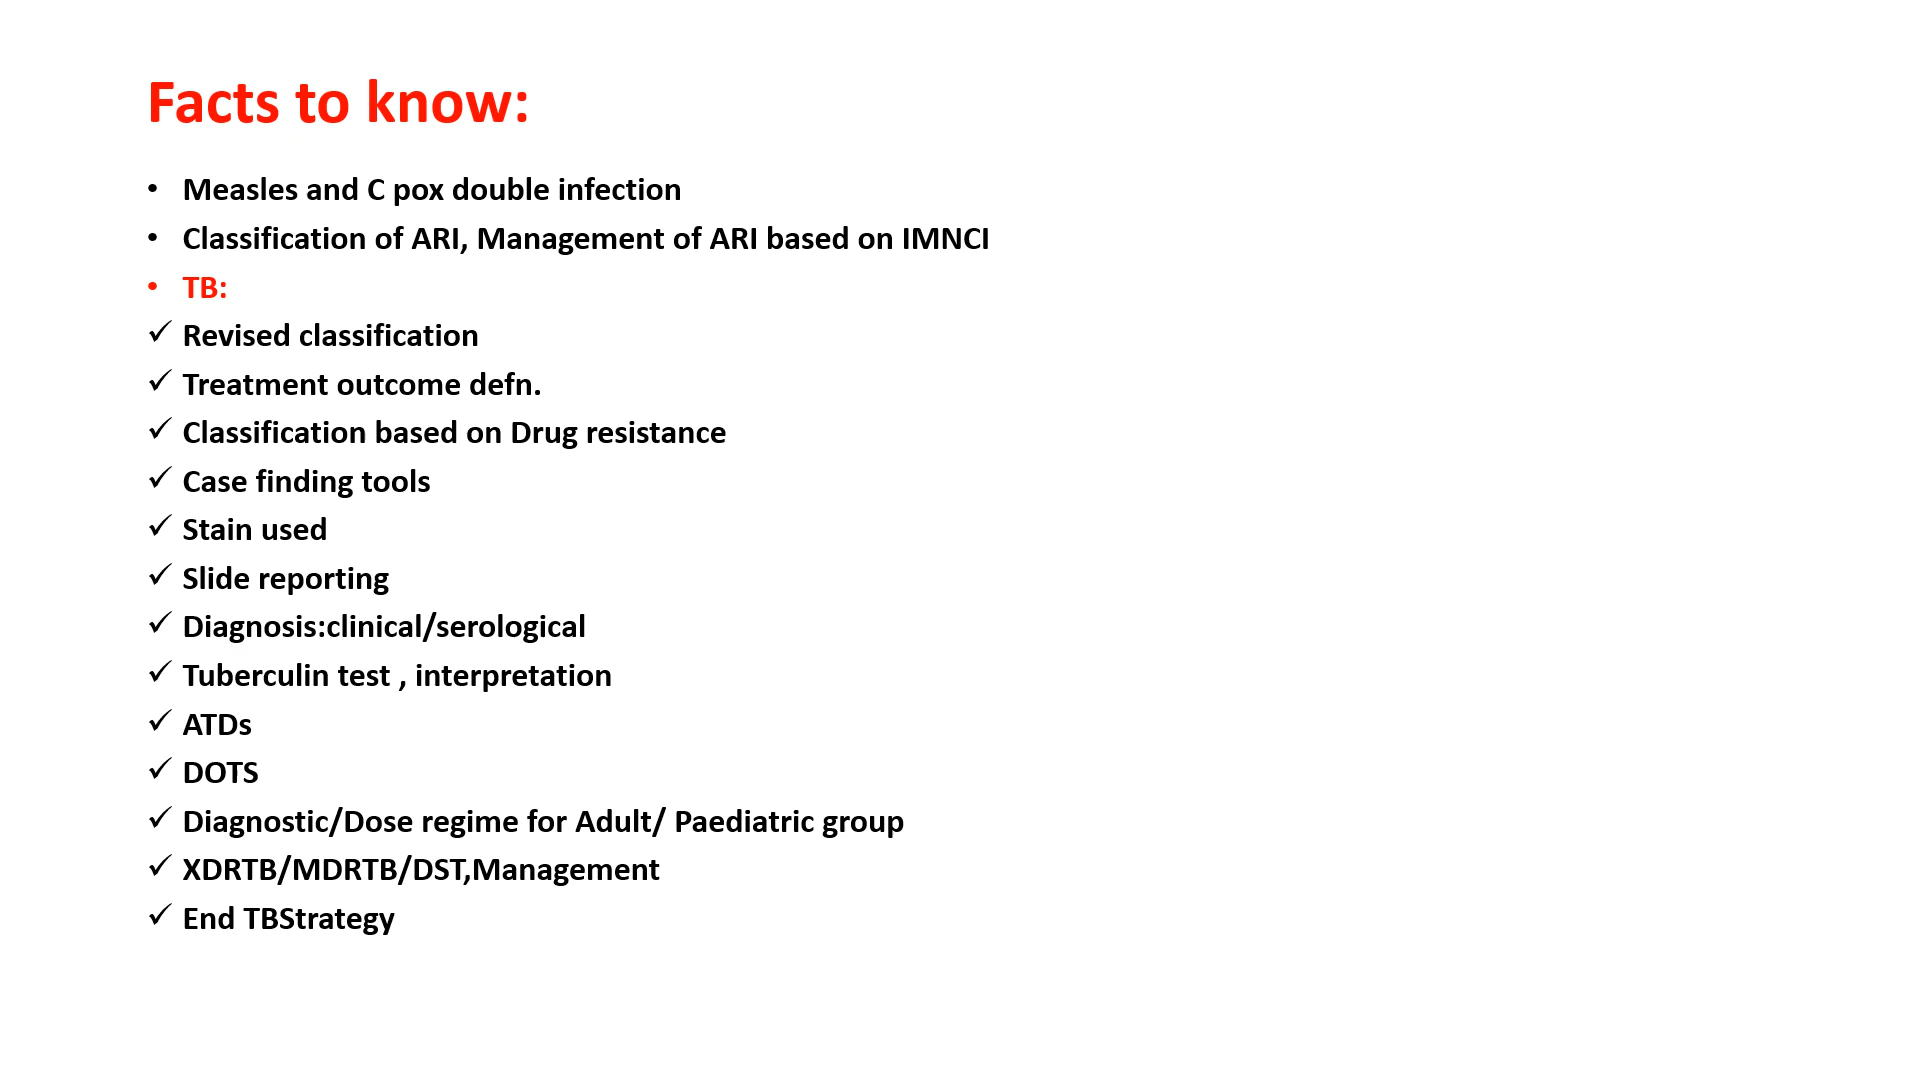 Facts to know:
• Measles and C pox double infection
• Classification of ARI, Management of ARI based on IMNCI
• TB:
✓ Revised classification
✓ Treatment outcome defn.
✓ Classification based on Drug resistance
✓ Case finding tools
✓ Stain used
✓ Slide reporting
✓ Diagnosis:clinical/serological
✓ Tuberculin test , interpretation
✓ ATDs
✓ DOTS
✓ Diagnostic/Dose regime for Adult/ Paediatric group
✓ XDRTB/MDRTB/DST,Management
✓ End TBStrategy